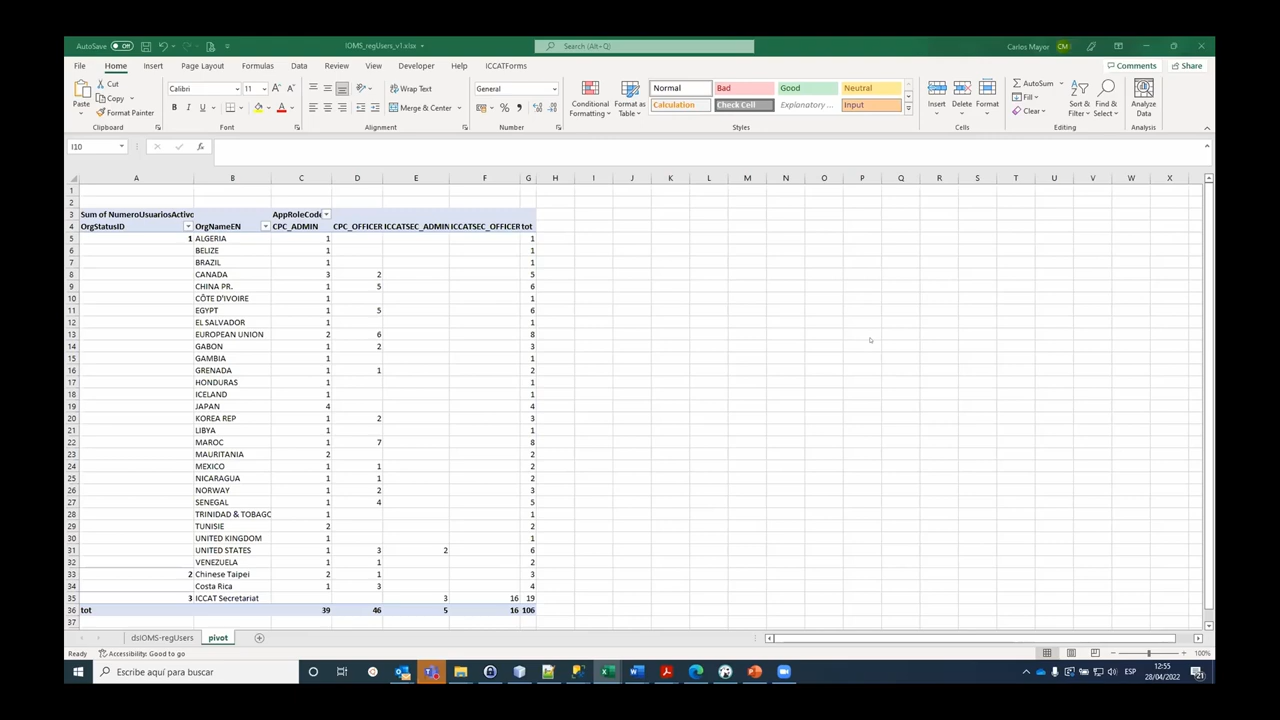 AutoSave Off IOMS_regUsers_v1.xlsx Search (Alt+Q) Carlos Mayor CM
File Home Insert Page Layout Formulas Data Review View Developer Help ICCATForms Comments Share
Paste Cut Copy Format Painter Clipboard
Calibri 11 A A B I U A Font
Wrap Text Merge & Center Alignment
General % Number
Conditional Formatting Format as Table
Normal Bad Good Neutral
Calculation Check Cell Explanatory ... Input
Styles
Insert Delete Format Cells
AutoSum Fill Clear Sort & Filter Find & Select Editing
Analyze Data Analysis
I10 fx
A B C D E F G H I J K L M N O P Q R S T U V W X
1
2
3 Sum of NumeroUsuariosActivo AppRoleCode
4 OrgStatusID OrgNameEN CPC_ADMIN CPC_OFFICER ICCATSEC_ADMIN ICCATSEC_OFFICER tot
5 1 ALGERIA 1 1
6 BELIZE 1 1
7 BRAZIL 1 1
8 CANADA 3 2 5
9 CHINA PR. 1 5 6
10 CÔTE D'IVOIRE 1 1
11 EGYPT 1 5 6
12 EL SALVADOR 1 1
13 EUROPEAN UNION 2 6 8
14 GABON 1 2 3
15 GAMBIA 1 1
16 GRENADA 1 1 2
17 HONDURAS 1 1
18 ICELAND 1 1
19 JAPAN 4 4
20 KOREA REP 1 2 3
21 LIBYA 1 1
22 MAROC 1 7 8
23 MAURITANIA 2 2
24 MEXICO 1 1 2
25 NICARAGUA 1 1 2
26 NORWAY 1 2 3
27 SENEGAL 1 4 5
28 TRINIDAD & TOBAGO 1 1
29 TUNISIE 2 2
30 UNITED KINGDOM 1 1
31 UNITED STATES 1 3 2 6
32 VENEZUELA 1 1 2
33 2 Chinese Taipei 2 1 3
34 Costa Rica 1 3 4
35 3 ICCAT Secretariat 3 16 19
36 tot 39 46 5 16 106
37
dsIOMS-regUsers pivot
Ready Accessibility: Good to go 100%
Escribe aquí para buscar ESP 12:55
28/04/2022 21